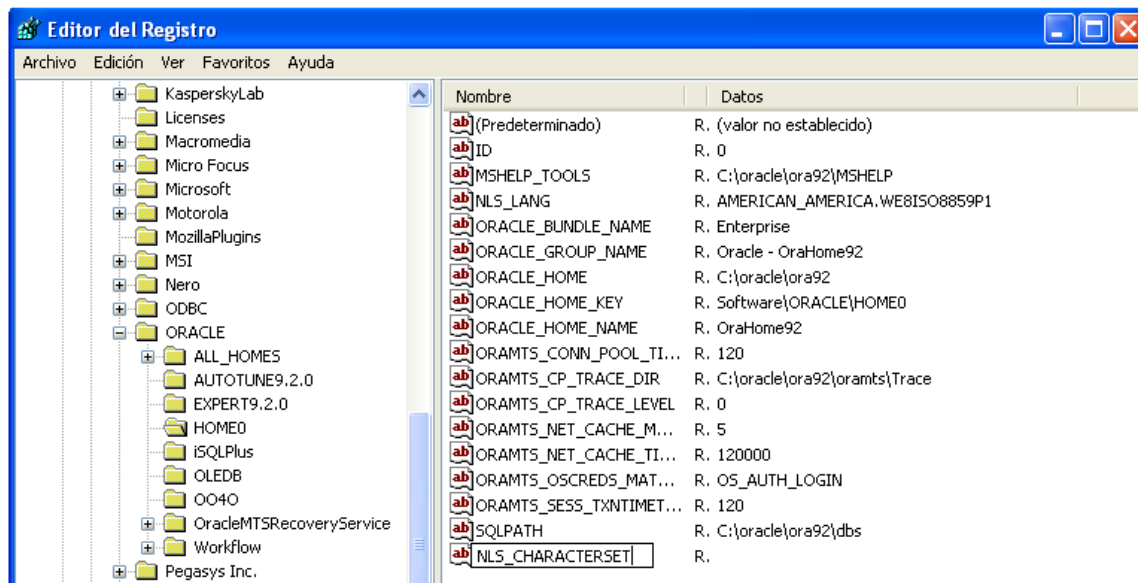 Editor del Registro
Archivo Edición Ver Favoritos Ayuda
KasperskyLab
Licenses
Macromedia
Micro Focus
Microsoft
Motorola
MozillaPlugins
MSI
Nero
ODBC
ORACLE
ALL_HOMES
AUTOTUNE9.2.0
EXPERT9.2.0
HOME0
iSQLPlus
OLEDB
OO4O
OracleMTSRecoveryService
Workflow
Pegasys Inc.
Nombre Datos
(Predeterminado) R. (valor no establecido)
ID R. 0
MSHELP_TOOLS R. C:\oracle\ora92\MSHELP
NLS_LANG R. AMERICAN_AMERICA.WE8ISO8859P1
ORACLE_BUNDLE_NAME R. Enterprise
ORACLE_GROUP_NAME R. Oracle - OraHome92
ORACLE_HOME R. C:\oracle\ora92
ORACLE_HOME_KEY R. Software\ORACLE\HOME0
ORACLE_HOME_NAME R. OraHome92
ORAMTS_CONN_POOL_TI... R. 120
ORAMTS_CP_TRACE_DIR R. C:\oracle\ora92\oramts\Trace
ORAMTS_CP_TRACE_LEVEL R. 0
ORAMTS_NET_CACHE_M... R. 5
ORAMTS_NET_CACHE_TI... R. 120000
ORAMTS_OSCREDS_MAT... R. OS_AUTH_LOGIN
ORAMTS_SESS_TXNTIMET... R. 120
SQLPATH R. C:\oracle\ora92\dbs
NLS_CHARACTERSET R.